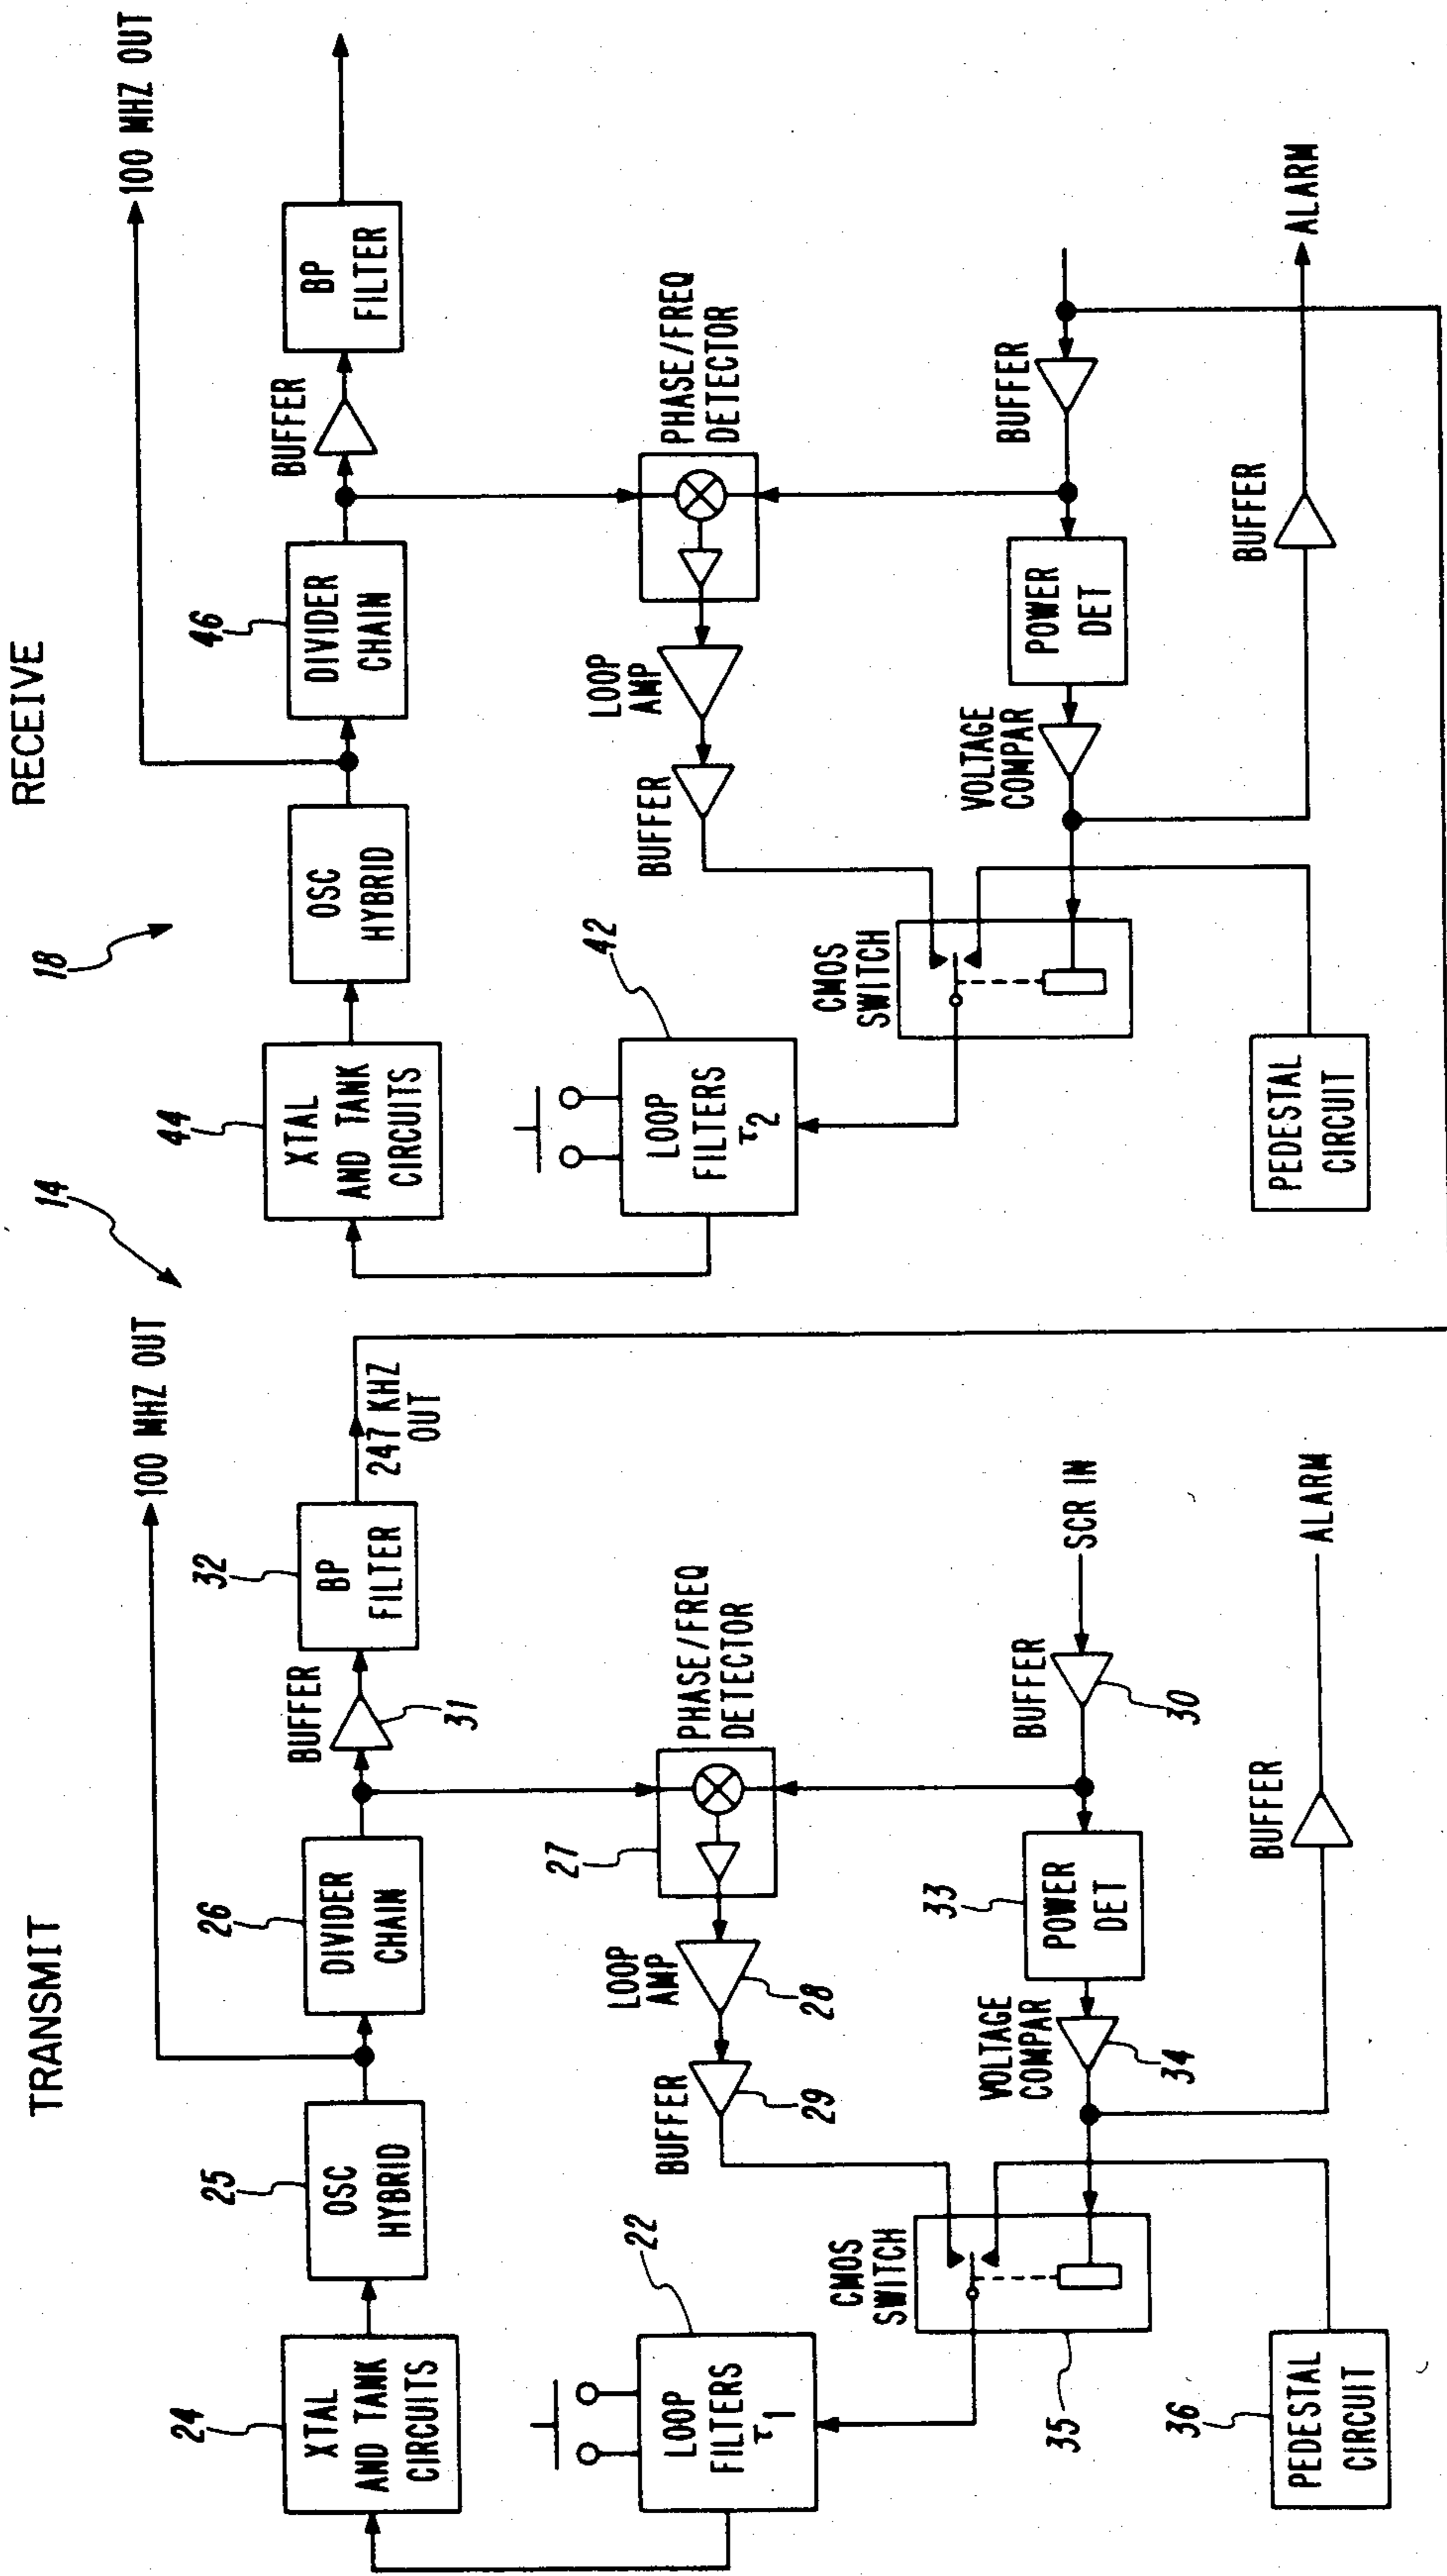 TRANSMIT
14
100 MHZ OUT
24
XTAL
AND TANK
CIRCUITS
25
OSC
HYBRID
26
DIVIDER
CHAIN
BUFFER
31
32
BP
FILTER
247 KHZ
OUT
22
LOOP
FILTERS
τ1
BUFFER
29
LOOP
AMP
28
27
PHASE/FREQ
DETECTOR
CMOS
SWITCH
35
VOLTAGE
COMPAR
34
33
POWER
DET
BUFFER
30
SCR IN
36
PEDESTAL
CIRCUIT
BUFFER
ALARM
RECEIVE
18
100 MHZ OUT
44
XTAL
AND TANK
CIRCUITS
OSC
HYBRID
46
DIVIDER
CHAIN
BUFFER
BP
FILTER
42
LOOP
FILTERS
τ2
BUFFER
LOOP
AMP
PHASE/FREQ
DETECTOR
CMOS
SWITCH
VOLTAGE
COMPAR
POWER
DET
BUFFER
PEDESTAL
CIRCUIT
BUFFER
ALARM